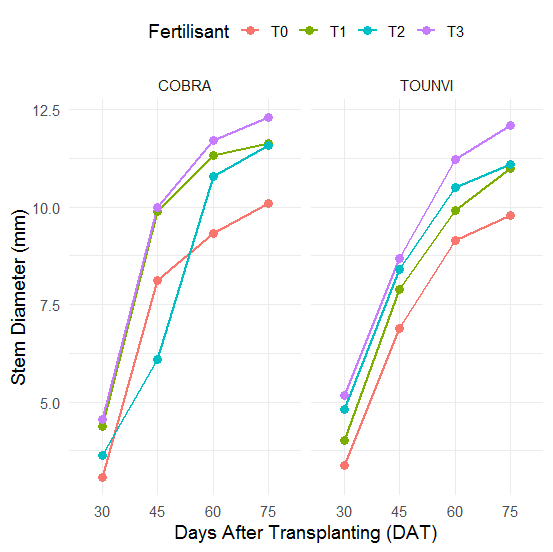 Fertilisant T0 T1 T2 T3
COBRA TOUNVI
12.5
10.0
7.5
5.0
Stem Diameter (mm)
30 45 60 75 30 45 60 75
Days After Transplanting (DAT)